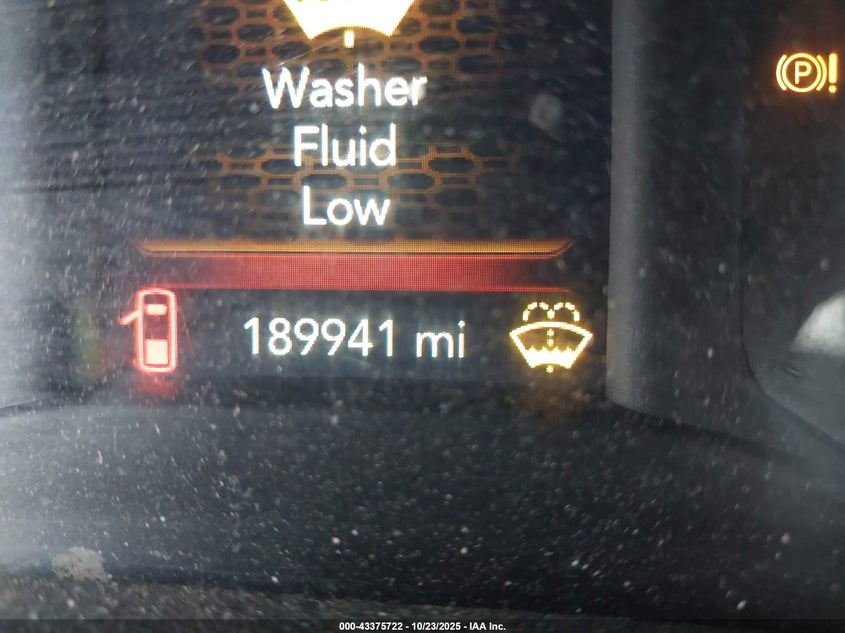 Washer
Fluid
Low
P!
189941 mi
000-43375722 - 10/23/2025 - IAA Inc.